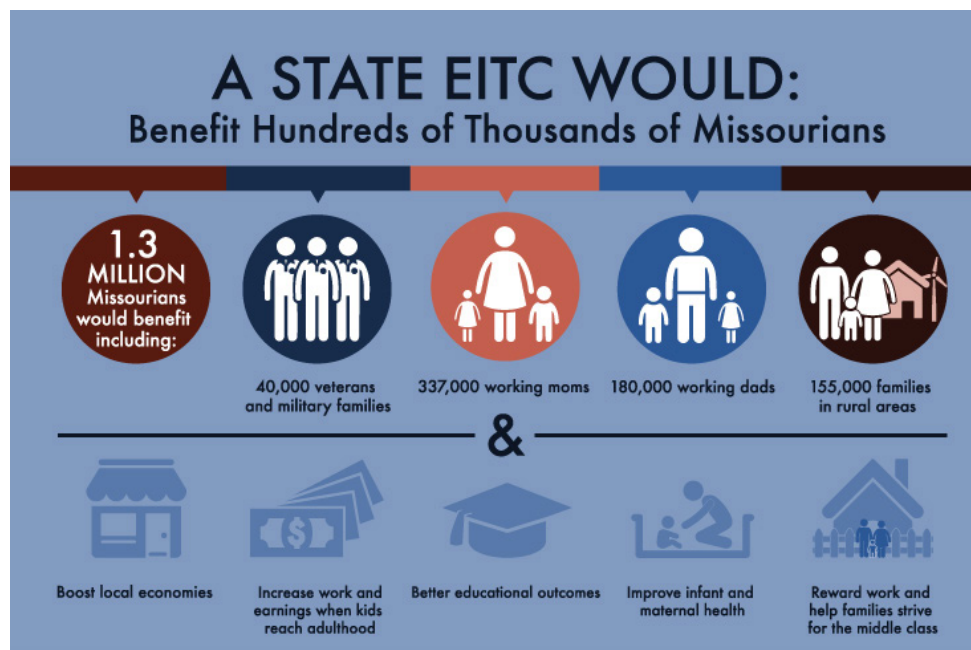 A STATE EITC WOULD:
Benefit Hundreds of Thousands of Missourians
1.3
MILLION
Missourians
would benefit
including:
40,000 veterans
and military families
337,000 working moms
180,000 working dads
155,000 families
in rural areas
&
$
Boost local economies
Increase work and
earnings when kids
reach adulthood
Better educational outcomes
Improve infant and
maternal health
Reward work and
help families strive
for the middle class